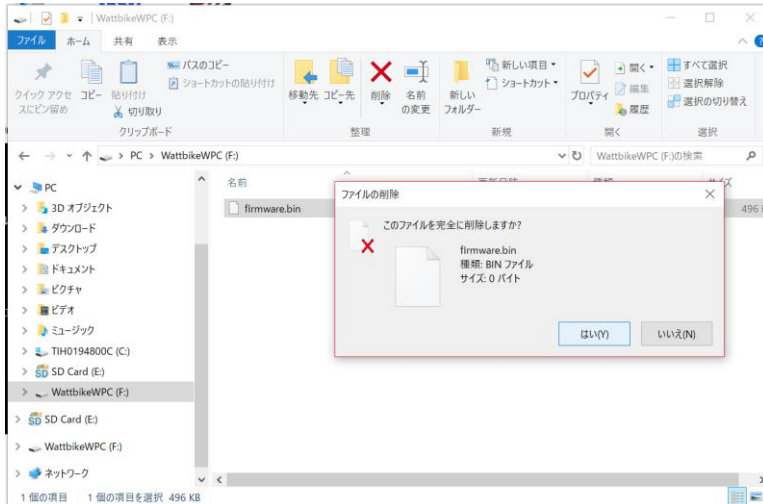 WattbikeWPC (F:)
ファイル ホーム 共有 表示
クイック アクセスにピン留め
コピー
貼り付け
切り取り
パスのコピー
ショートカットの貼り付け
クリップボード
移動先
コピー先
削除
名前の変更
整理
新しいフォルダー
新しい項目
ショートカット
新規
プロパティ
開く
編集
履歴
開く
すべて選択
選択解除
選択の切り替え
選択
PC > WattbikeWPC (F:)
WattbikeWPC (F:)の検索
PC
3D オブジェクト
ダウンロード
デスクトップ
ドキュメント
ピクチャ
ビデオ
ミュージック
TIH0194800C (C:)
SD Card (E:)
WattbikeWPC (F:)
SD Card (E:)
WattbikeWPC (F:)
ネットワーク
名前
firmware.bin
496
ファイルの削除
このファイルを完全に削除しますか?
firmware.bin
種類: BIN ファイル
サイズ: 0 バイト
はい(Y)
いいえ(N)
1 個の項目 1 個の項目を選択 496 KB